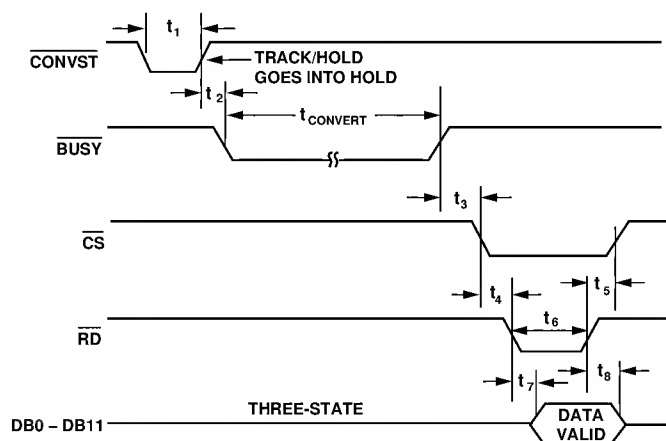 t1
CONVST
TRACK/HOLD
GOES INTO HOLD
t2
tCONVERT
BUSY
t3
CS
t4
t5
t6
RD
t7
t8
THREE-STATE
DB0 – DB11
DATA
VALID